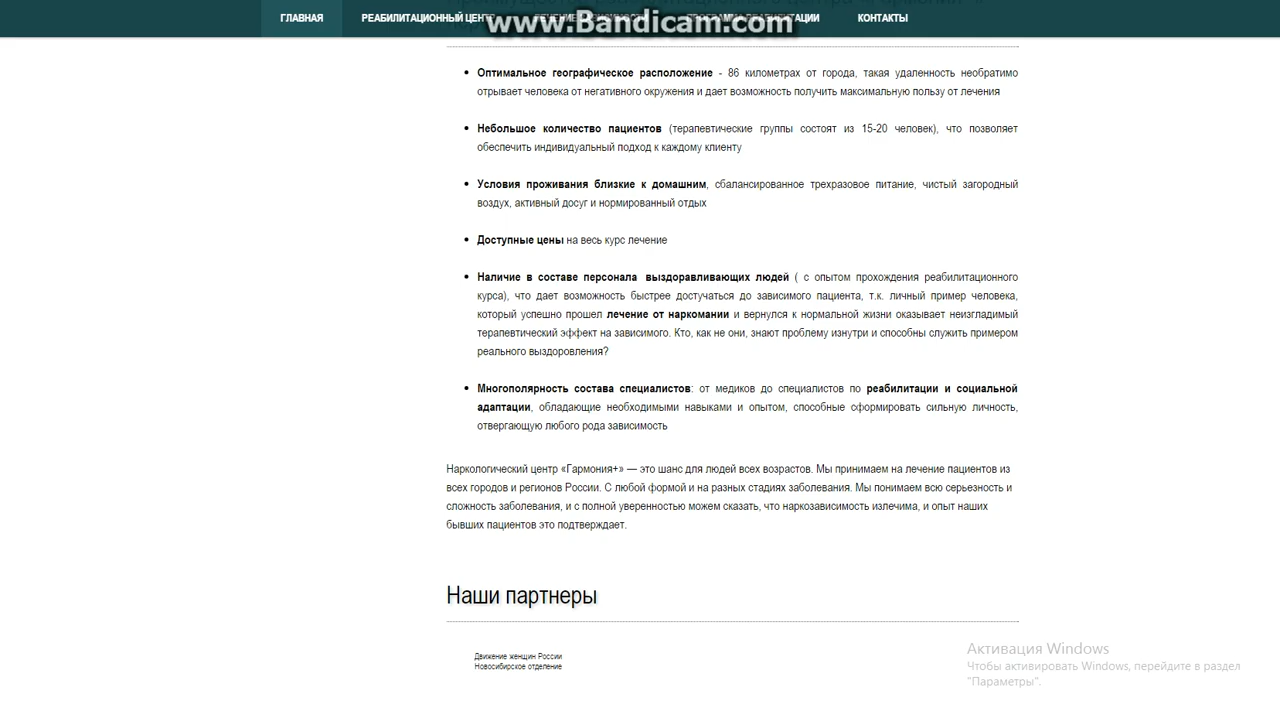 ГЛАВНАЯ РЕАБИЛИТАЦИОННЫЙ ЦЕНТР РЕАБИЛИТАЦИИ КОНТАКТЫ
www.Bandicam.com
Оптимальное географическое расположение - 86 километрах от города, такая удаленность необратимо
отрывает человека от негативного окружения и дает возможность получить максимальную пользу от лечения
Небольшое количество пациентов (терапевтические группы состоят из 15-20 человек), что позволяет
обеспечить индивидуальный подход к каждому клиенту
Условия проживания близкие к домашним, сбалансированное трехразовое питание, чистый загородный
воздух, активный досуг и нормированный отдых
Доступные цены на весь курс лечение
Наличие в составе персонала выздоравливающих людей ( с опытом прохождения реабилитационного
курса), что дает возможность быстрее достучаться до зависимого пациента, т.к. личный пример человека,
который успешно прошел лечение от наркомании и вернулся к нормальной жизни оказывает неизгладимый
терапевтический эффект на зависимого. Кто, как не они, знают проблему изнутри и способны служить примером
реального выздоровления?
Многополярность состава специалистов: от медиков до специалистов по реабилитации и социальной
адаптации, обладающие необходимыми навыками и опытом, способные сформировать сильную личность,
отвергающую любого рода зависимость
Наркологический центр «Гармония+» — это шанс для людей всех возрастов. Мы принимаем на лечение пациентов из
всех городов и регионов России. С любой формой и на разных стадиях заболевания. Мы понимаем всю серьезность и
сложность заболевания, и с полной уверенностью можем сказать, что наркозависимость излечима, и опыт наших
бывших пациентов это подтверждает.
Наши партнеры
Движение женщин России
Новосибирское отделение
Активация Windows
Чтобы активировать Windows, перейдите в раздел
"Параметры".